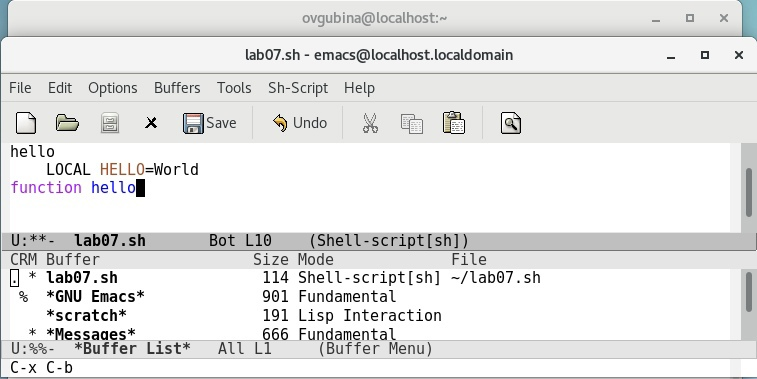 ovgubina@localhost:~
lab07.sh - emacs@localhost.localdomain
File Edit Options Buffers Tools Sh-Script Help
Save Undo
hello
    LOCAL HELLO=World
function hello
U:**-  lab07.sh       Bot L10    (Shell-script[sh])
CRM Buffer                 Size Mode             File
. * lab07.sh                114 Shell-script[sh] ~/lab07.sh
 %  *GNU Emacs*             901 Fundamental
    *scratch*               191 Lisp Interaction
  * *Messages*              666 Fundamental
U:%%-  *Buffer List*   All L1     (Buffer Menu)
C-x C-b